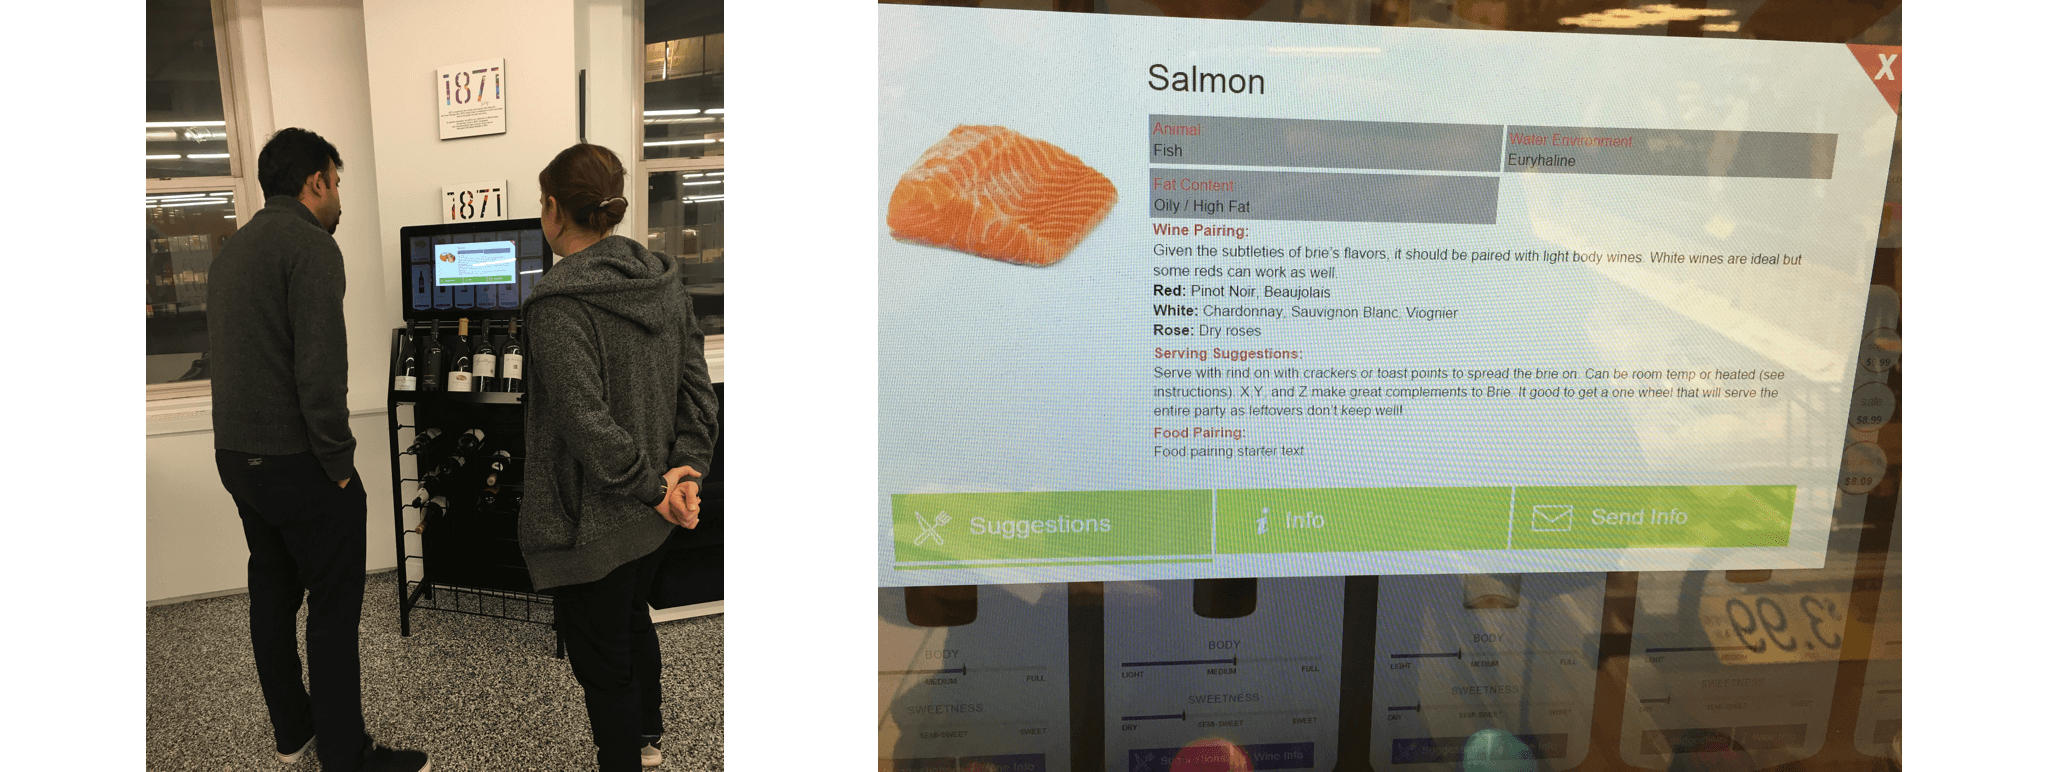 1871
1871
Salmon
X
Animal:
Fish
Water Environment:
Euryhaline
Fat Content:
Oily / High Fat
Wine Pairing:
Given the subtleties of brie's flavors, it should be paired with light body wines. White wines are ideal but
some reds can work as well.
Red: Pinot Noir, Beaujolais
White: Chardonnay, Sauvignon Blanc, Viognier
Rose: Dry roses
Serving Suggestions:
Serve with rind on with crackers or toast points to spread the brie on. Can be room temp or heated (see
instructions). X,Y, and Z make great complements to Brie. It good to get a one wheel that will serve the
entire party as leftovers don't keep well!
Food Pairing:
Food pairing starter text
Suggestions
Info
Send Info
$0.99
sale
$8.99
$8.09
$3.99
BODY
MEDIUM
FULL
SWEETNESS
SEMI-SWEET
SWEET
BODY
LIGHT
MEDIUM
FULL
SWEETNESS
DRY
SEMI-SWEET
SWEET
Suggestions
Wine Info
BODY
LIGHT
MEDIUM
FULL
SWEETNESS
DRY
SEMI-SWEET
SWEET
LIGHT
MEDIUM
SWEETNESS
DRY